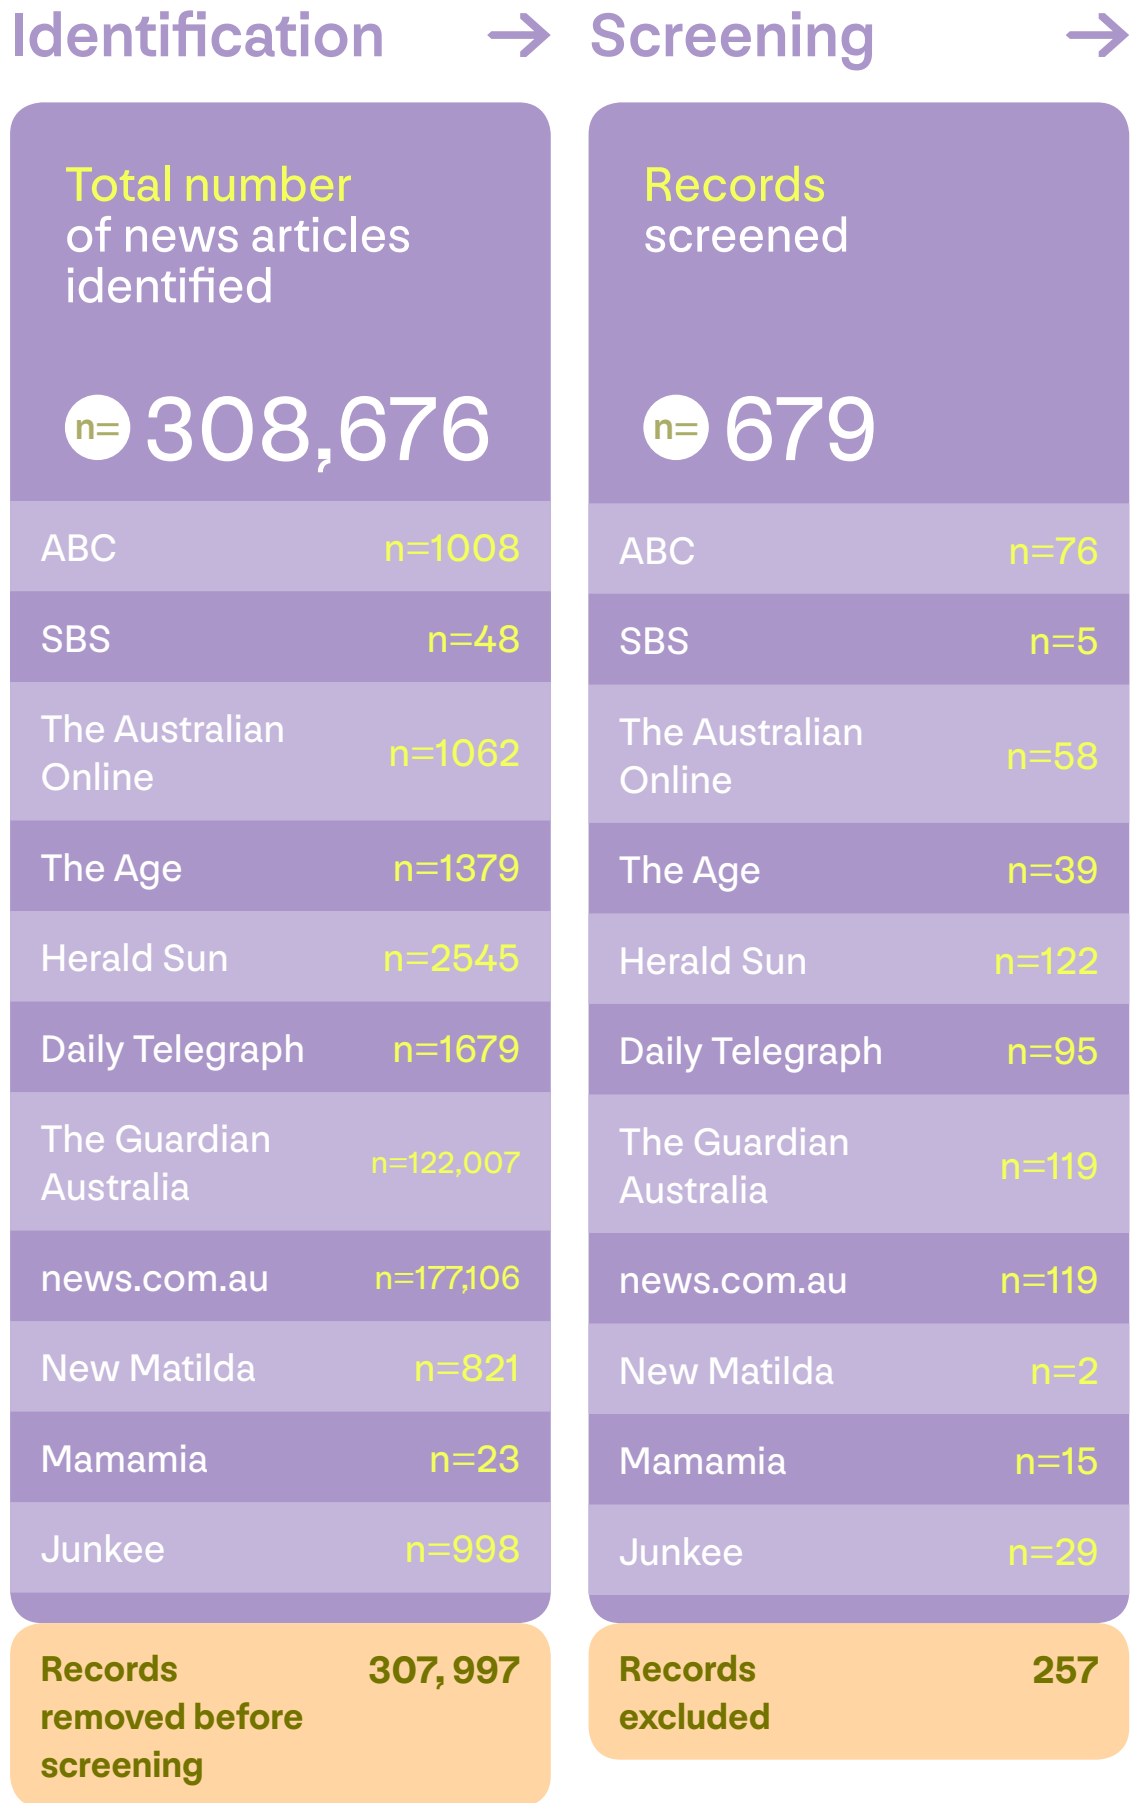 Identification →
Total number
of news articles
identified
n= 308,676
ABC n=1008
SBS n=48
The Australian
Online n=1062
The Age n=1379
Herald Sun n=2545
Daily Telegraph n=1679
The Guardian
Australia n=122,007
news.com.au n=177,106
New Matilda n=821
Mamamia n=23
Junkee n=998
Records 307, 997
removed before
screening
Screening →
Records
screened
n= 679
ABC n=76
SBS n=5
The Australian
Online n=58
The Age n=39
Herald Sun n=122
Daily Telegraph n=95
The Guardian
Australia n=119
news.com.au n=119
New Matilda n=2
Mamamia n=15
Junkee n=29
Records 257
excluded